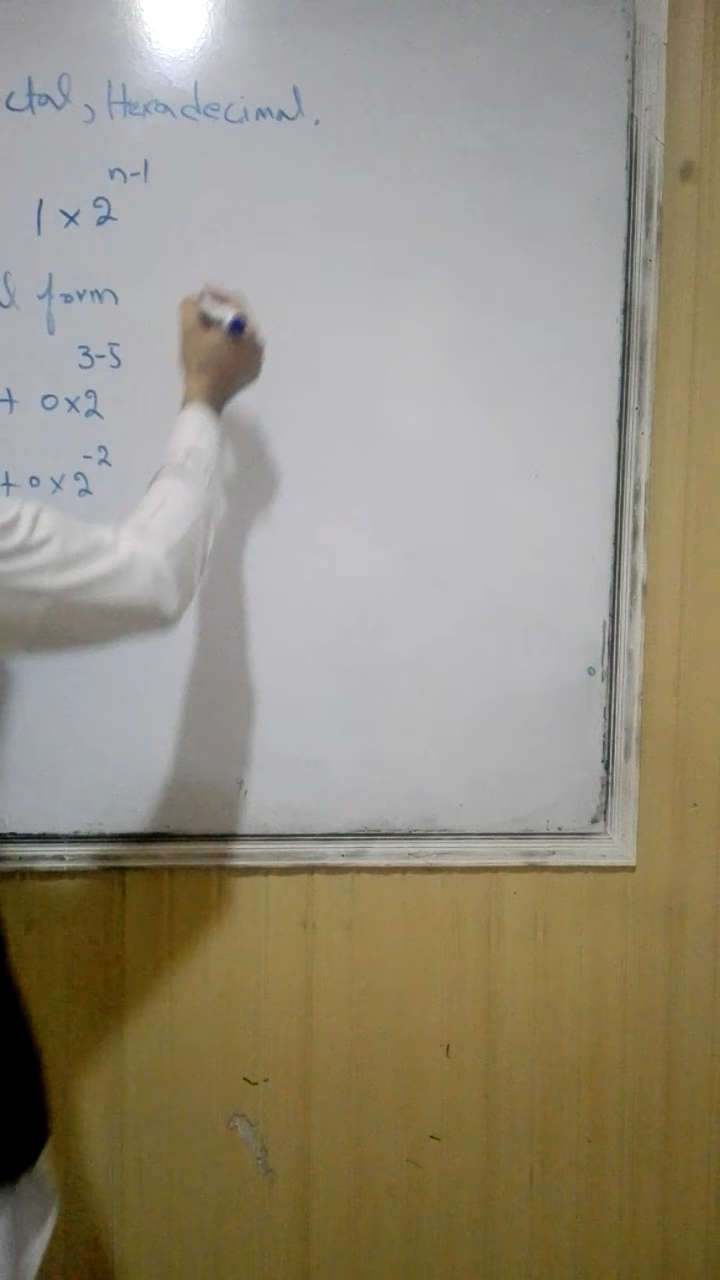 ctal, Hexadecimal.
1 × 2^{n-1}
l form
+ 0×2^{3-5}
+ 0 × 2^{-2}